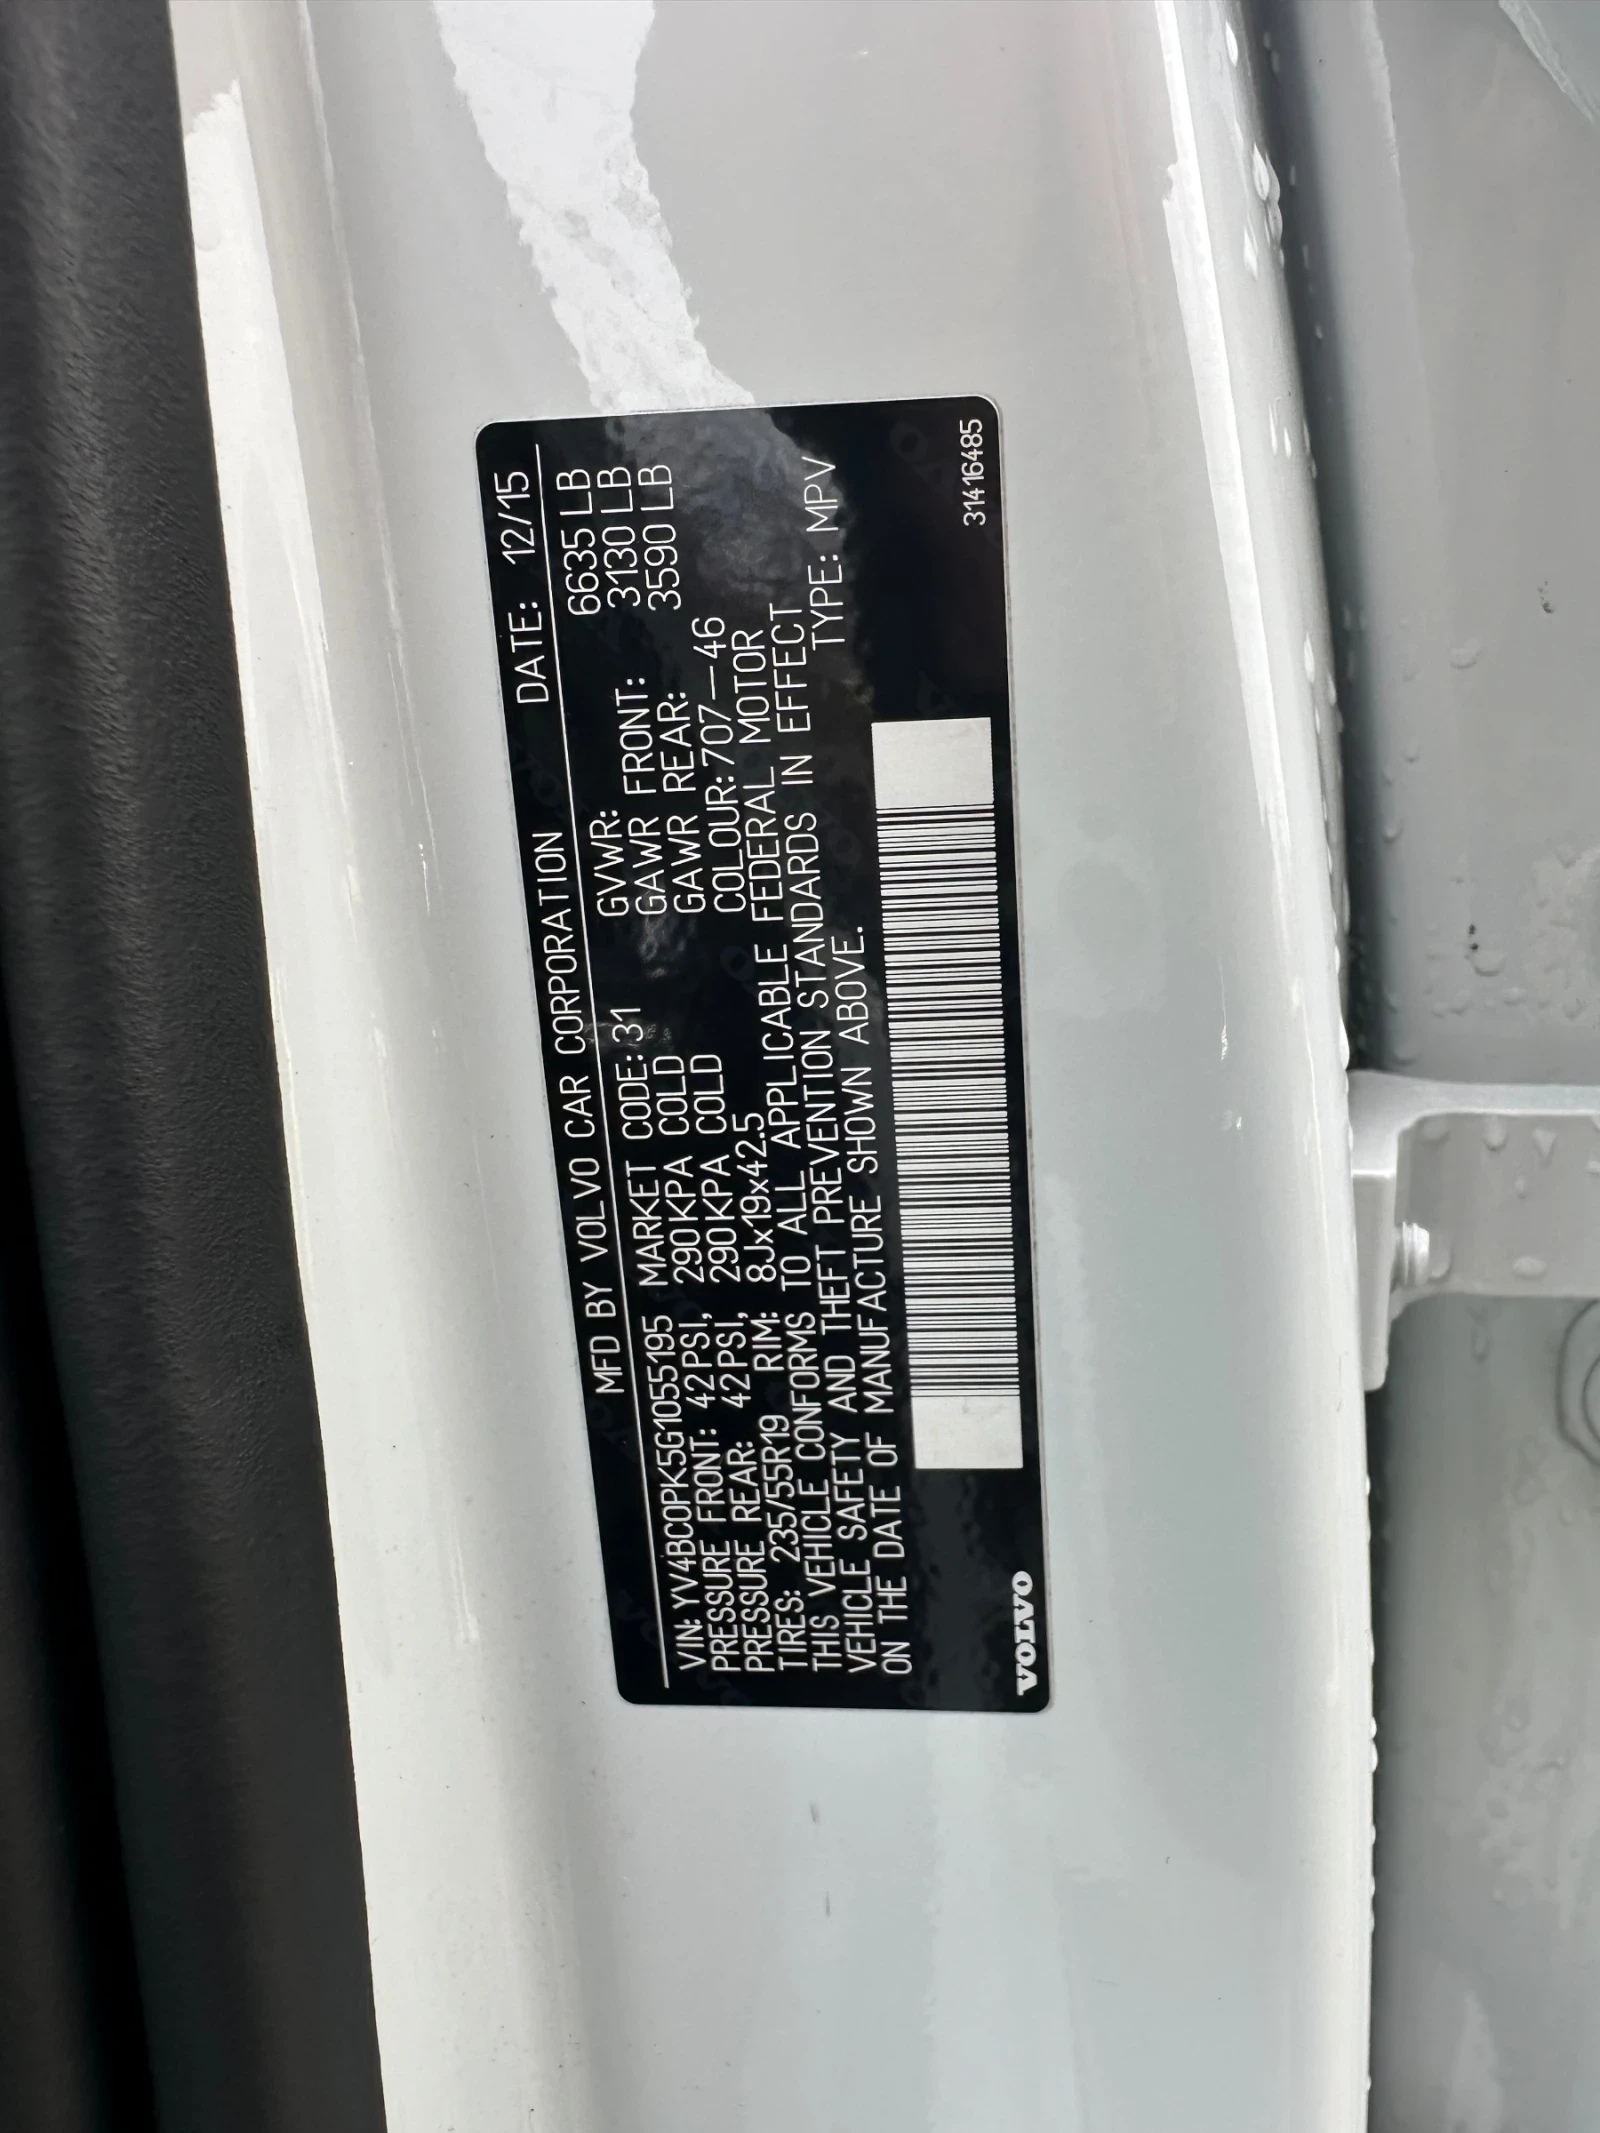 MFD BY VOLVO CAR CORPORATION DATE: 12/15
VIN: YV4BC0PK5G1055195 MARKET CODE: 31 GVWR: 6635 LB
PRESSURE FRONT: 42PSI, 290KPA COLD GAWR FRONT: 3130 LB
PRESSURE REAR: 42PSI, 290KPA COLD GAWR REAR: 3590 LB
TIRES: 235/55R19 RIM: 8Jx19x42.5 COLOUR: 707-46
THIS VEHICLE CONFORMS TO ALL APPLICABLE FEDERAL MOTOR
VEHICLE SAFETY AND THEFT PREVENTION STANDARDS IN EFFECT
ON THE DATE OF MANUFACTURE SHOWN ABOVE. TYPE: MPV
VOLVO 31416485